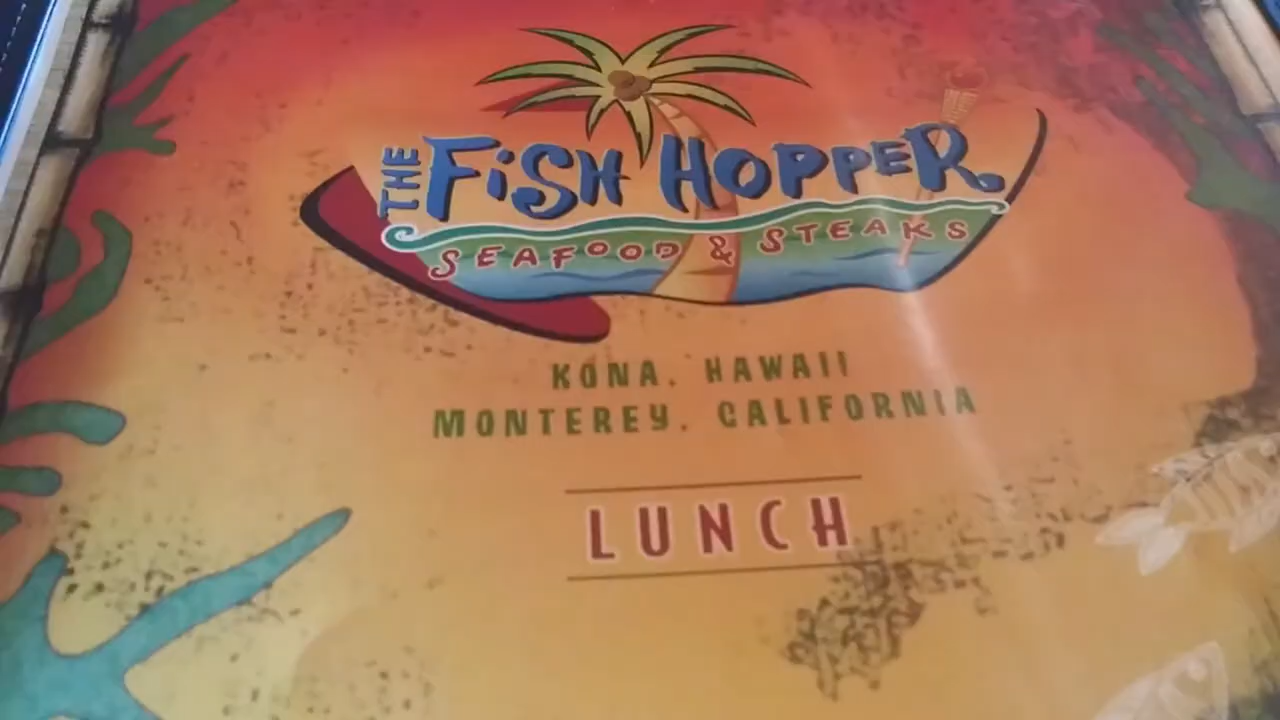 THE FISH HOPPER
SEAFOOD & STEAKS
KONA, HAWAII
MONTEREY, CALIFORNIA
LUNCH